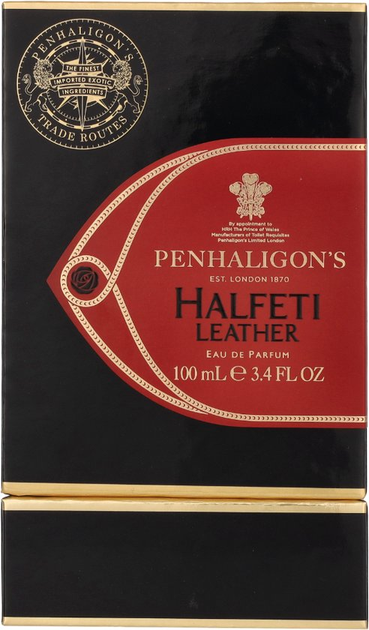 PENHALIGON'S
THE FINEST
IMPORTED EXOTIC
INGREDIENTS
TRADE ROUTES
By appointment to
HRH The Prince of Wales
Manufacturers of Toilet Requisites
Penhaligon's Limited London
PENHALIGON'S
EST. LONDON 1870
HALFETI
LEATHER
EAU DE PARFUM
100 mL ℮ 3.4 FL OZ